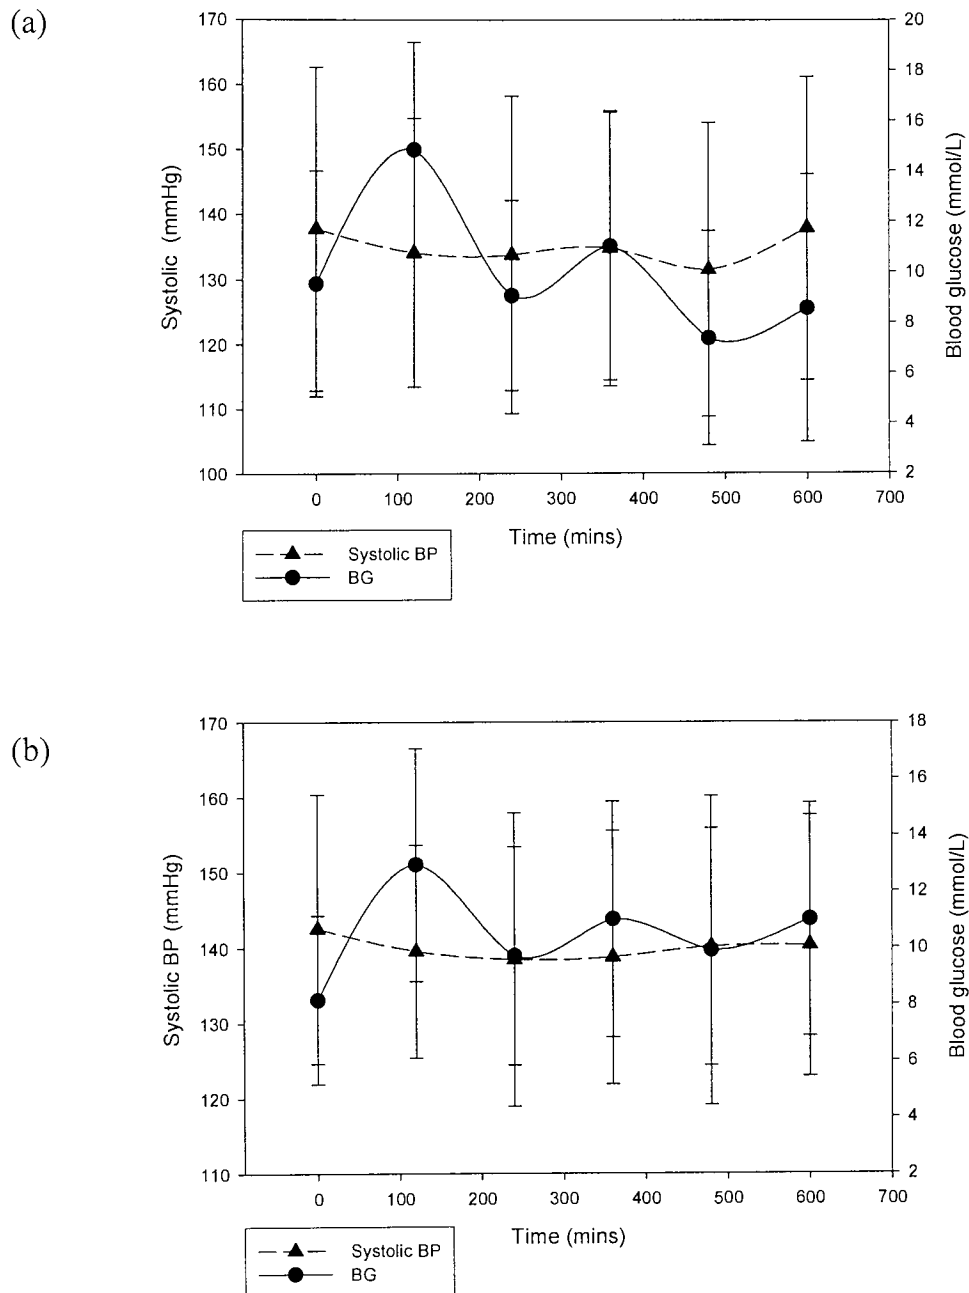 (a)
170
160
150
140
130
120
110
100
Systolic (mmHg)
20
18
16
14
12
10
8
6
4
2
Blood glucose (mmol/L)
0 100 200 300 400 500 600 700
Time (mins)
Systolic BP
BG
(b)
170
160
150
140
130
120
110
Systolic BP (mmHg)
18
16
14
12
10
8
6
4
2
Blood glucose (mmol/L)
0 100 200 300 400 500 600 700
Time (mins)
Systolic BP
BG